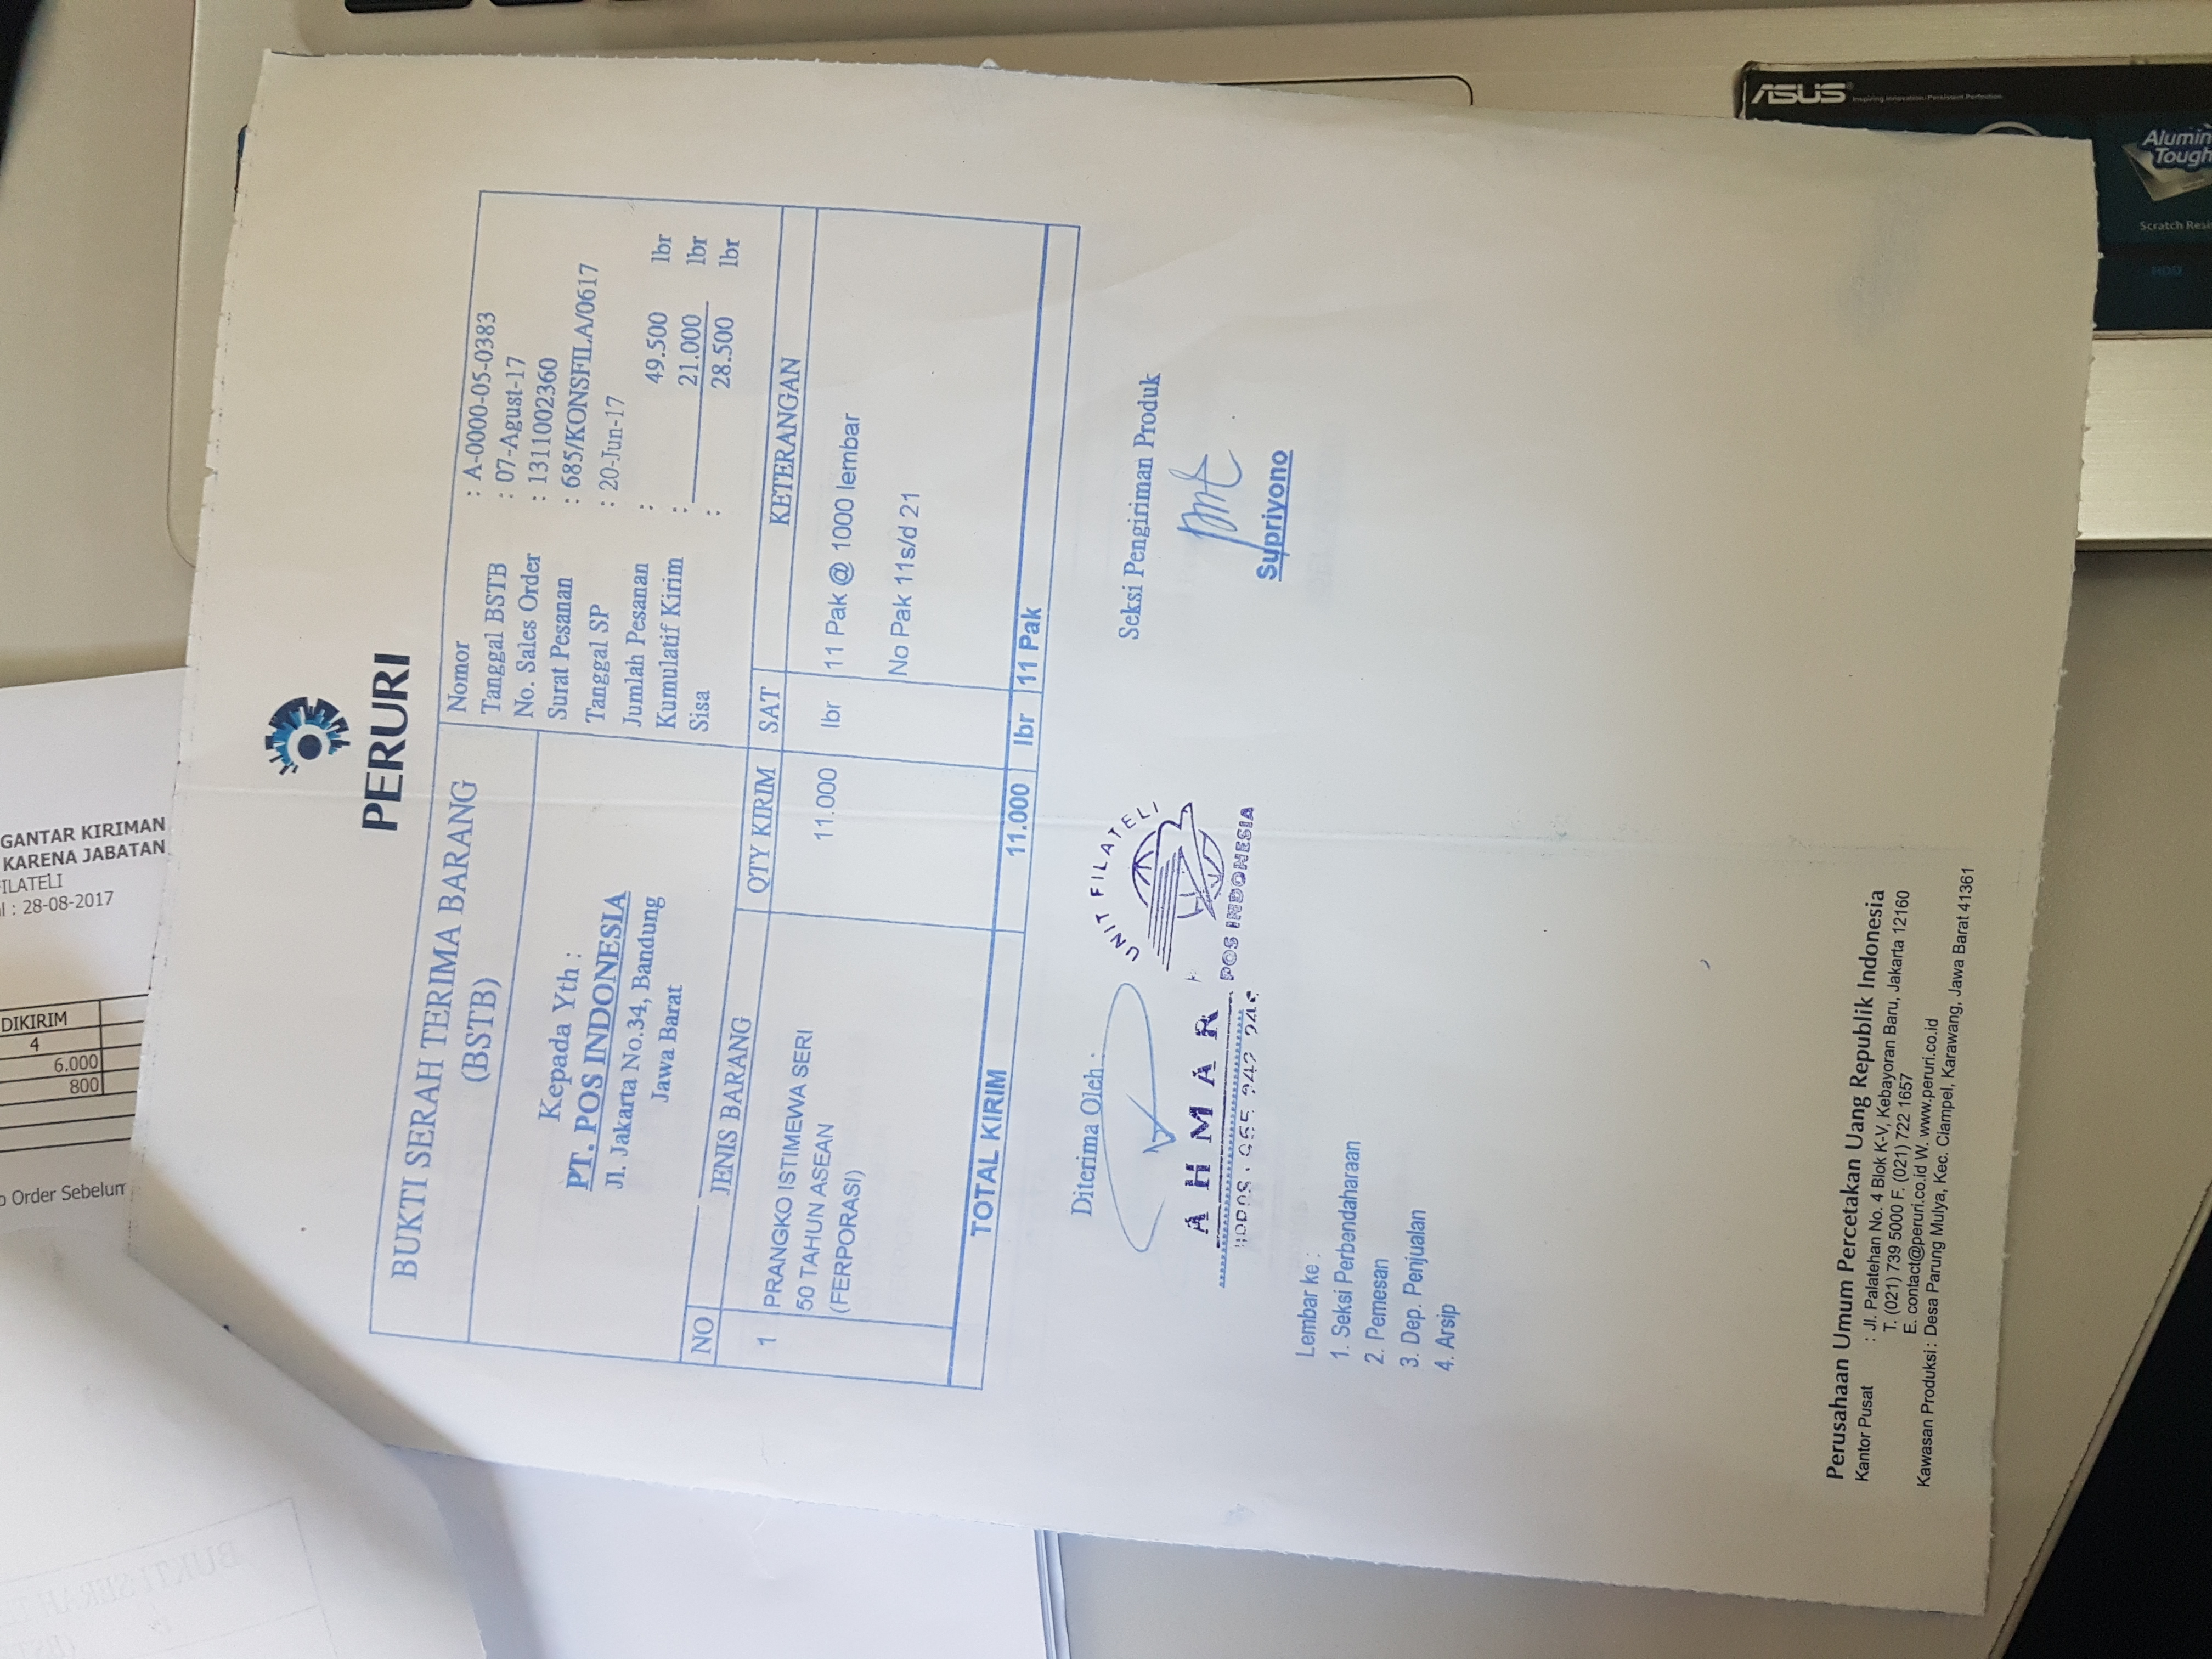 GANTAR KIRIMAN
KARENA JABATAN
ILATELI
l : 28-08-2017
DIKIRIM
4
6.000
800
o Order Sebelum
PERURI
BUKTI SERAH TERIMA BARANG
(BSTB)
Kepada Yth :
PT. POS INDONESIA
Jl. Jakarta No.34, Bandung
Jawa Barat
Nomor : A-0000-05-0383
Tanggal BSTB : 07-Agust-17
No. Sales Order : 1311002360
Surat Pesanan : 685/KONSFILA/0617
Tanggal SP : 20-Jun-17
Jumlah Pesanan : 49.500 lbr
Kumulatif Kirim : 21.000 lbr
Sisa : 28.500 lbr
NO JENIS BARANG QTY KIRIM SAT KETERANGAN
1 PRANGKO ISTIMEWA SERI
50 TAHUN ASEAN 11.000 lbr 11 Pak @ 1000 lembar
(FERPORASI)
No Pak 11s/d 21
TOTAL KIRIM 11.000 lbr 11 Pak
Diterima Oleh :
UNIT FILATELI
POS INDONESIA
AHMAR
Seksi Pengiriman Produk
Supriyono
Lembar ke :
1. Seksi Perbendaharaan
2. Pemesan
3. Dep. Penjualan
4. Arsip
Perusahaan Umum Percetakan Uang Republik Indonesia
Kantor Pusat : Jl. Palatehan No. 4 Blok K-V, Kebayoran Baru, Jakarta 12160
T. (021) 739 5000 F. (021) 722 1657
E. contact@peruri.co.id W. www.peruri.co.id
Kawasan Produksi : Desa Parung Mulya, Kec. Ciampel, Karawang, Jawa Barat 41361
ASUS
Inspiring Innovation • Persistent Perfection